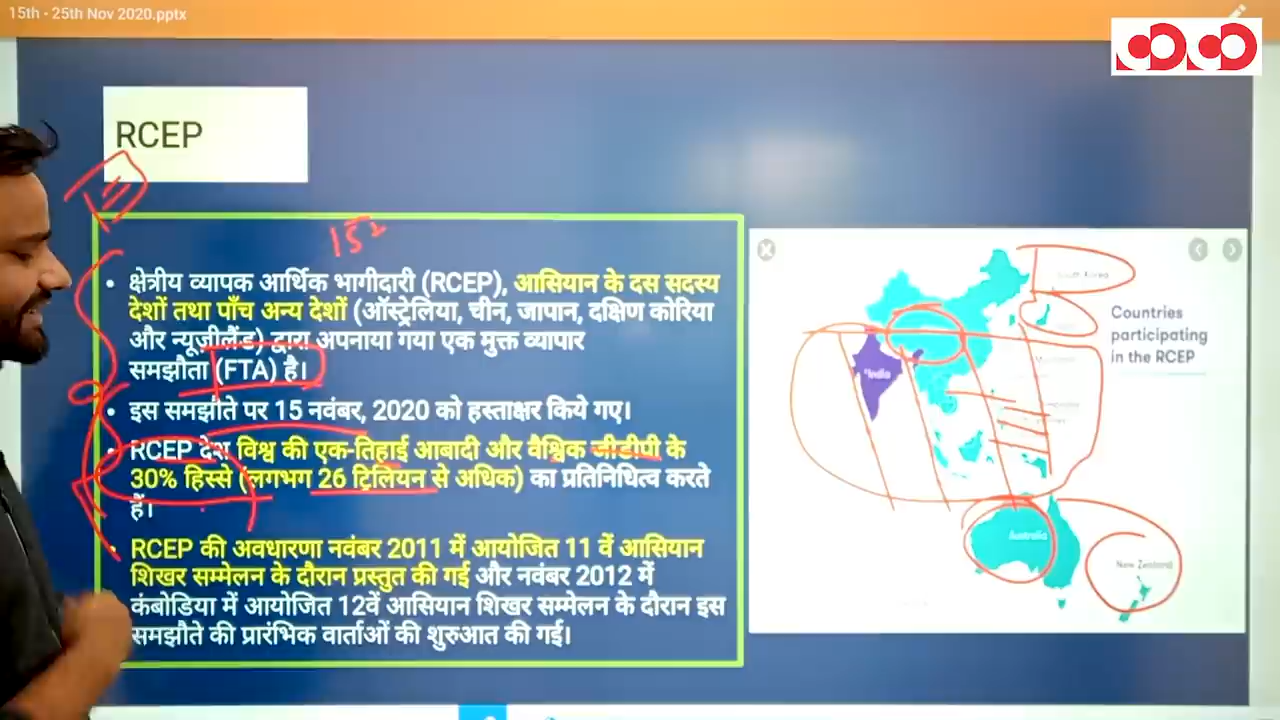 15th - 25th Nov 2020.pptx
RCEP
15
• क्षेत्रीय व्यापक आर्थिक भागीदारी (RCEP), आसियान के दस सदस्य
देशों तथा पाँच अन्य देशों (ऑस्ट्रेलिया, चीन, जापान, दक्षिण कोरिया
और न्यूज़ीलैंड) द्वारा अपनाया गया एक मुक्त व्यापार
समझौता (FTA) है।
• इस समझौते पर 15 नवंबर, 2020 को हस्ताक्षर किये गए।
• RCEP देश विश्व की एक-तिहाई आबादी और वैश्विक जीडीपी के
30% हिस्से (लगभग 26 ट्रिलियन से अधिक) का प्रतिनिधित्व करते
हैं।
• RCEP की अवधारणा नवंबर 2011 में आयोजित 11 वें आसियान
शिखर सम्मेलन के दौरान प्रस्तुत की गई और नवंबर 2012 में
कंबोडिया में आयोजित 12वें आसियान शिखर सम्मेलन के दौरान इस
समझौते की प्रारंभिक वार्ताओं की शुरुआत की गई।
South Korea
Countries
participating
in the RCEP
India
Australia
New Zealand